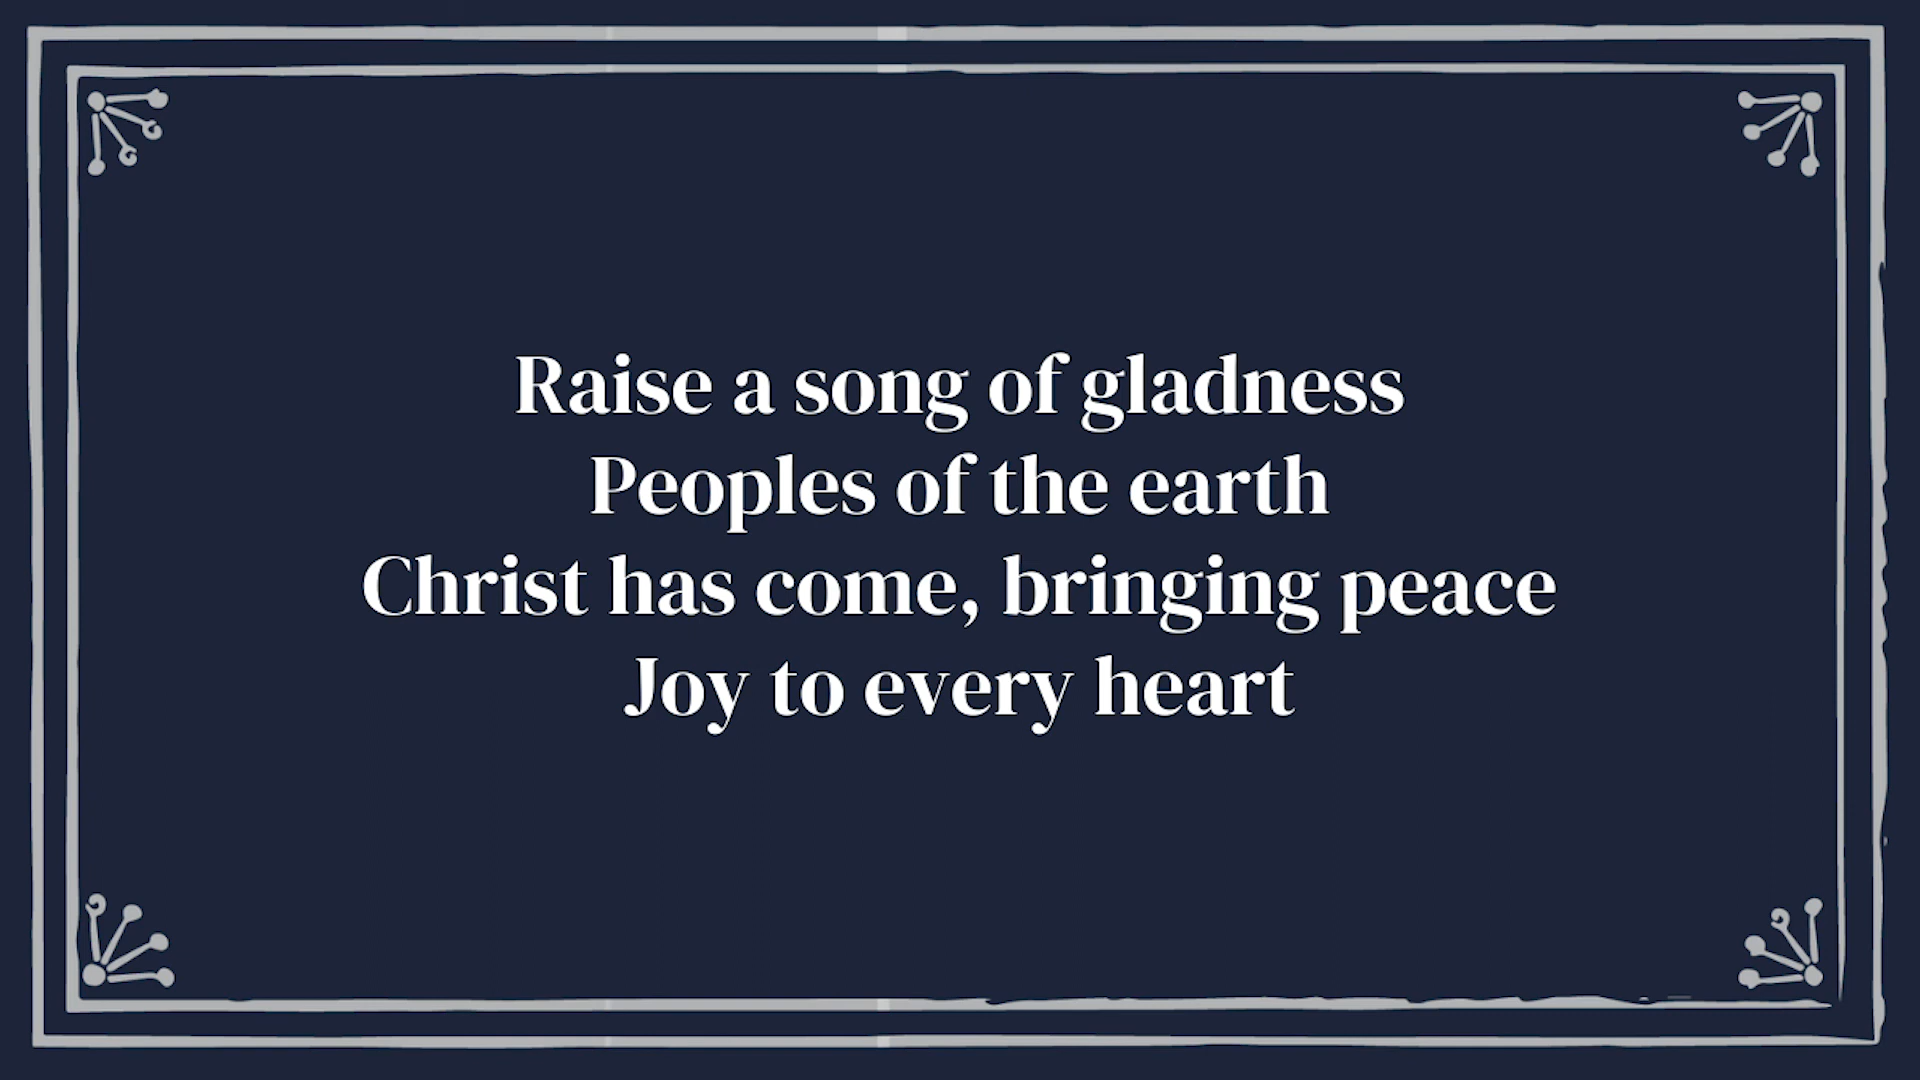 Raise a song of gladness
Peoples of the earth
Christ has come, bringing peace
Joy to every heart